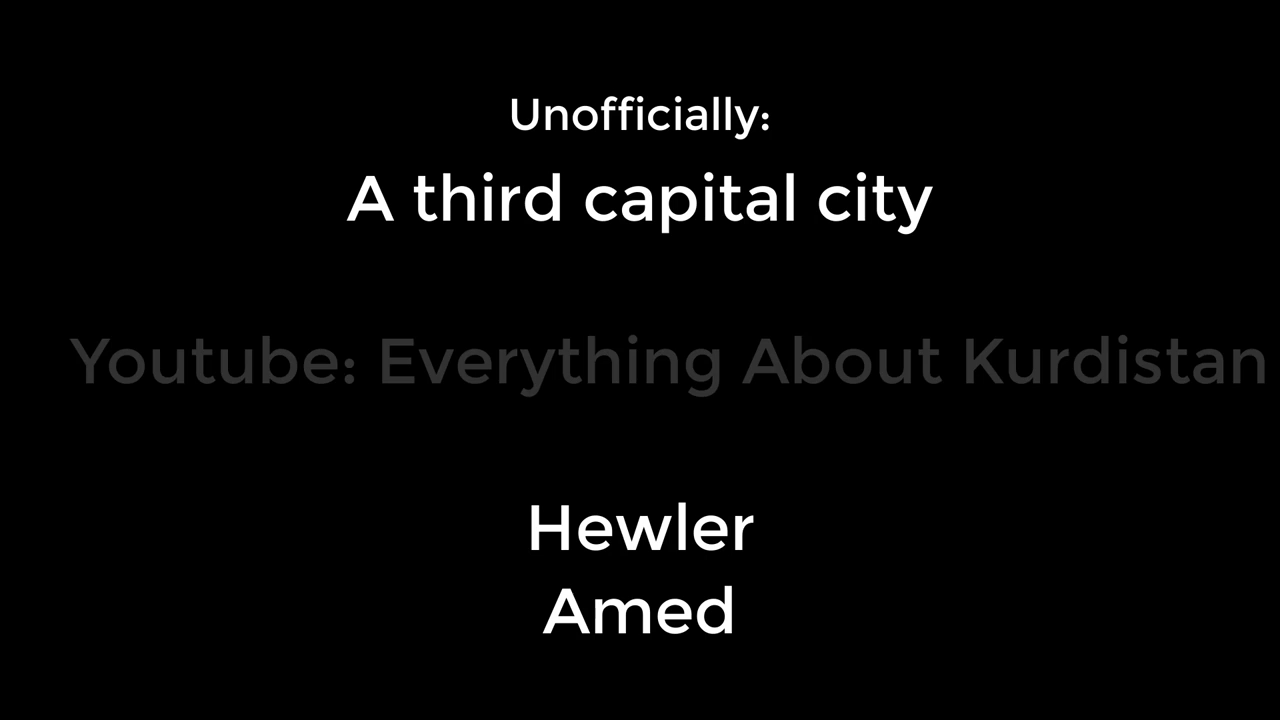 Unofficially:
A third capital city
Youtube: Everything About Kurdistan
Hewler
Amed